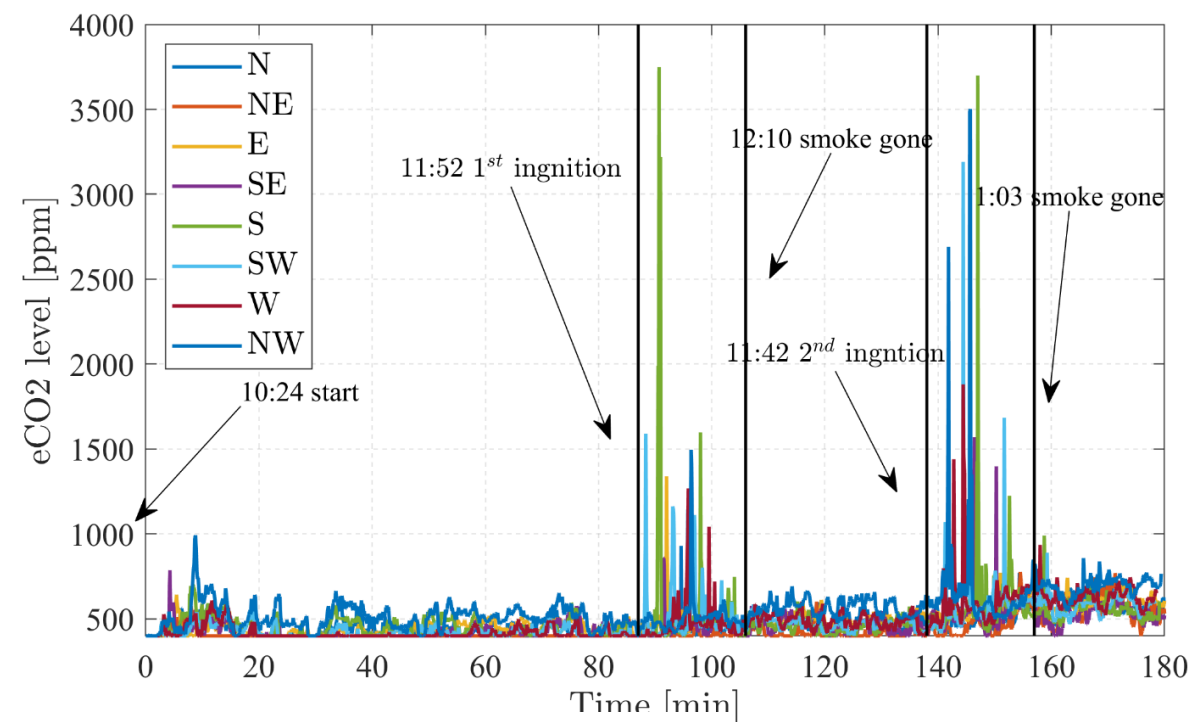 4000
3500
3000
2500
2000
1500
1000
500
eCO2 level [ppm]
N
NE
E
SE
S
SW
W
NW
10:24 start
11:52 1st ingnition
12:10 smoke gone
11:42 2nd ingntion
1:03 smoke gone
0 20 40 60 80 100 120 140 160 180
Time [min]